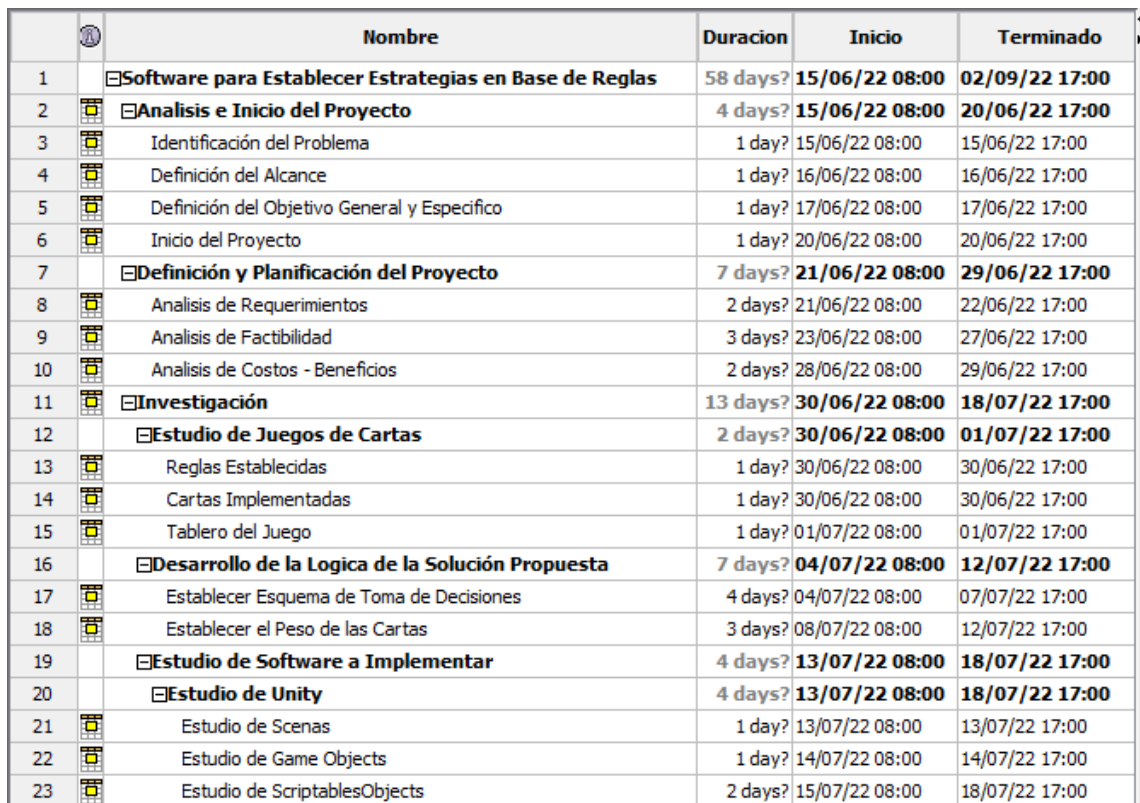 Nombre Duracion Inicio Terminado
1 Software para Establecer Estrategias en Base de Reglas 58 days? 15/06/22 08:00 02/09/22 17:00
2 Analisis e Inicio del Proyecto 4 days? 15/06/22 08:00 20/06/22 17:00
3 Identificación del Problema 1 day? 15/06/22 08:00 15/06/22 17:00
4 Definición del Alcance 1 day? 16/06/22 08:00 16/06/22 17:00
5 Definición del Objetivo General y Especifico 1 day? 17/06/22 08:00 17/06/22 17:00
6 Inicio del Proyecto 1 day? 20/06/22 08:00 20/06/22 17:00
7 Definición y Planificación del Proyecto 7 days? 21/06/22 08:00 29/06/22 17:00
8 Analisis de Requerimientos 2 days? 21/06/22 08:00 22/06/22 17:00
9 Analisis de Factibilidad 3 days? 23/06/22 08:00 27/06/22 17:00
10 Analisis de Costos - Beneficios 2 days? 28/06/22 08:00 29/06/22 17:00
11 Investigación 13 days? 30/06/22 08:00 18/07/22 17:00
12 Estudio de Juegos de Cartas 2 days? 30/06/22 08:00 01/07/22 17:00
13 Reglas Establecidas 1 day? 30/06/22 08:00 30/06/22 17:00
14 Cartas Implementadas 1 day? 30/06/22 08:00 30/06/22 17:00
15 Tablero del Juego 1 day? 01/07/22 08:00 01/07/22 17:00
16 Desarrollo de la Logica de la Solución Propuesta 7 days? 04/07/22 08:00 12/07/22 17:00
17 Establecer Esquema de Toma de Decisiones 4 days? 04/07/22 08:00 07/07/22 17:00
18 Establecer el Peso de las Cartas 3 days? 08/07/22 08:00 12/07/22 17:00
19 Estudio de Software a Implementar 4 days? 13/07/22 08:00 18/07/22 17:00
20 Estudio de Unity 4 days? 13/07/22 08:00 18/07/22 17:00
21 Estudio de Scenas 1 day? 13/07/22 08:00 13/07/22 17:00
22 Estudio de Game Objects 1 day? 14/07/22 08:00 14/07/22 17:00
23 Estudio de ScriptablesObjects 2 days? 15/07/22 08:00 18/07/22 17:00